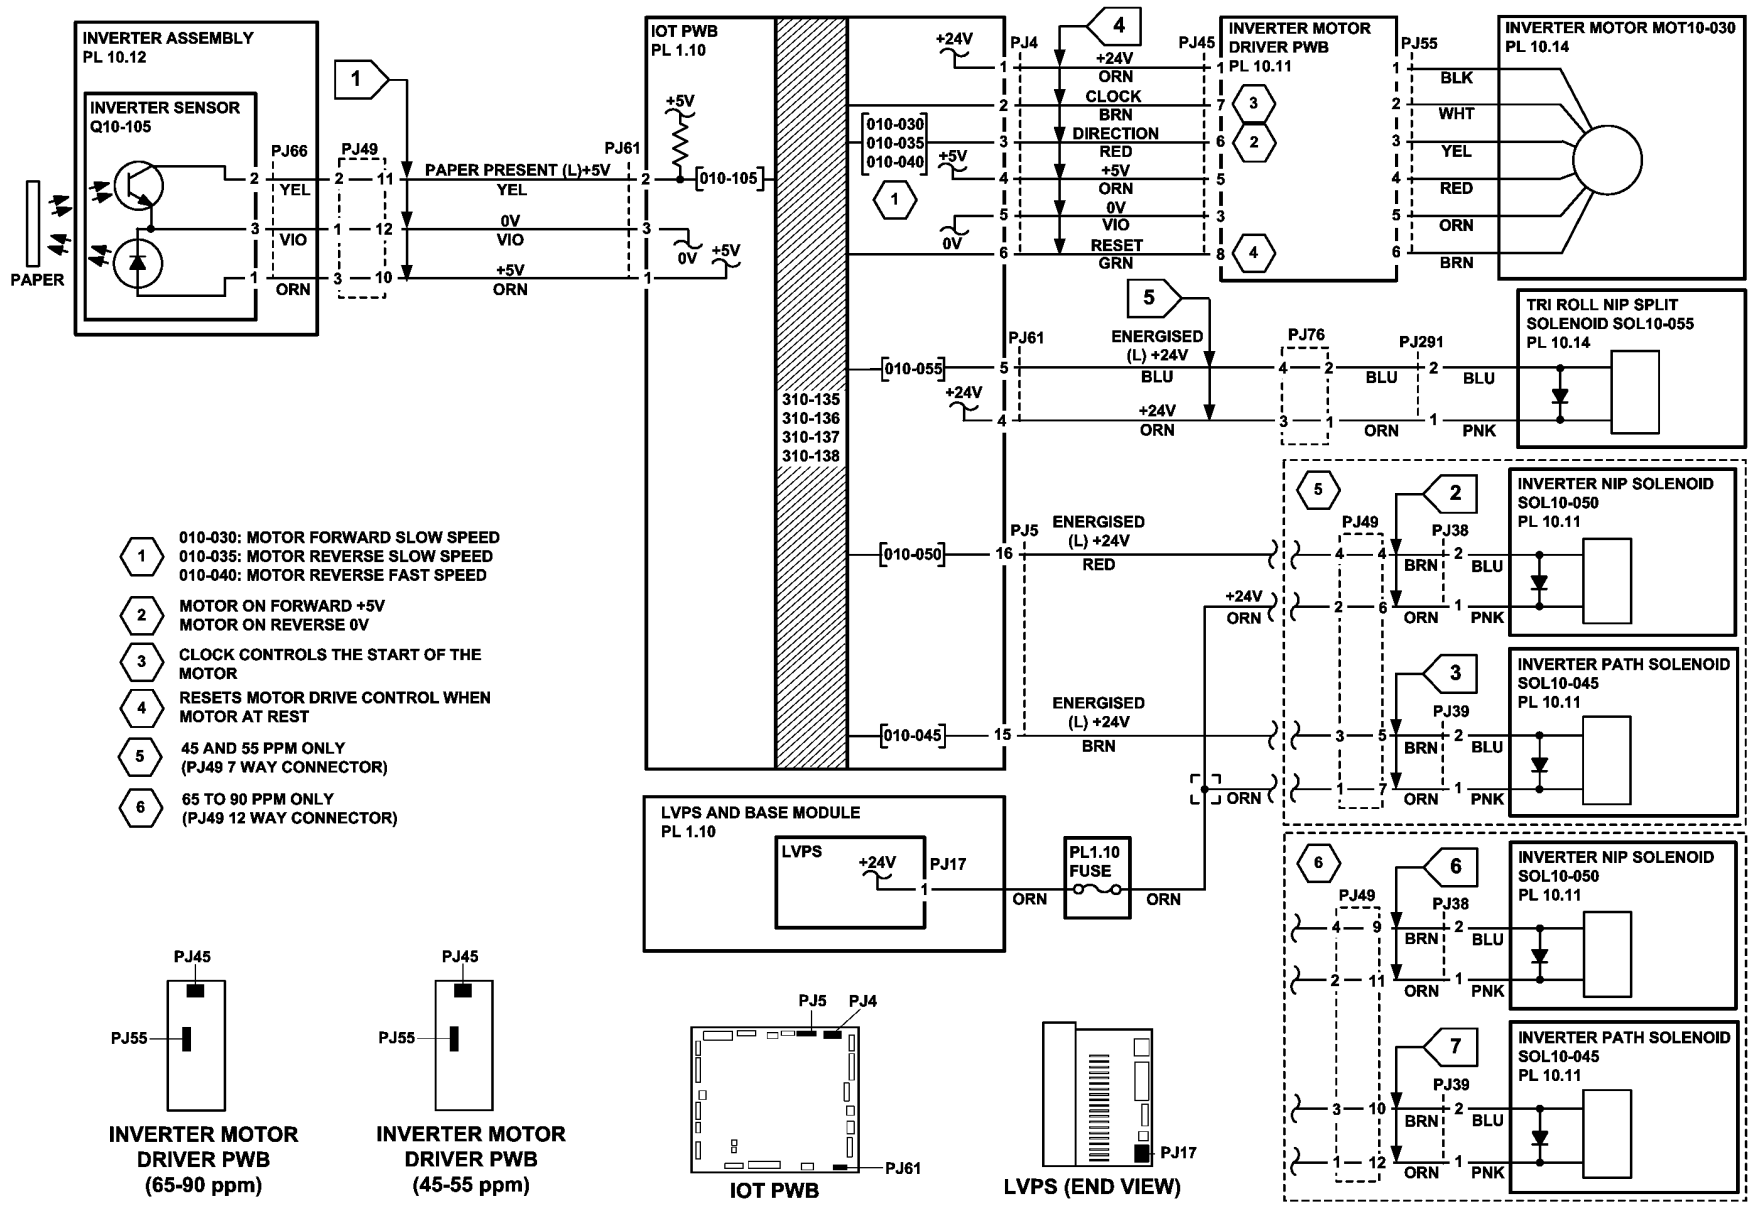 INVERTER ASSEMBLY
PL 10.12
INVERTER SENSOR
Q10-105
PAPER
2
3
1
PJ66
YEL
VIO
ORN
PJ49
2 11
1 12
3 10
1
PAPER PRESENT (L)+5V
YEL
0V
VIO
+5V
ORN
PJ61
2
3
1
IOT PWB
PL 1.10
+5V
[010-105]
0V
+5V
310-135
310-136
310-137
310-138
010-030
010-035
010-040
1
+24V
+5V
0V
PJ4
1
2
3
4
5
6
4
+24V
ORN
CLOCK
BRN
DIRECTION
RED
+5V
ORN
0V
VIO
RESET
GRN
PJ45
1
7
6
5
3
8
INVERTER MOTOR
DRIVER PWB
PL 10.11
3
2
4
PJ55
1
2
3
4
5
6
BLK
WHT
YEL
RED
ORN
BRN
INVERTER MOTOR MOT10-030
PL 10.14
[010-055]
+24V
PJ61
5
4
5
ENERGISED
(L) +24V
BLU
+24V
ORN
PJ76
4 2
3 1
BLU
ORN
PJ291
2
1
BLU
PNK
TRI ROLL NIP SPLIT
SOLENOID SOL10-055
PL 10.14
[010-050]
PJ5
16
ENERGISED
(L) +24V
RED
+24V
ORN
[010-045]
15
ENERGISED
(L) +24V
BRN
ORN
5
PJ49
4 4
2 6
3 5
1 7
2
BRN
ORN
PJ38
2
1
BLU
PNK
INVERTER NIP SOLENOID
SOL10-050
PL 10.11
3
BRN
ORN
PJ39
2
1
BLU
PNK
INVERTER PATH SOLENOID
SOL10-045
PL 10.11
1
010-030: MOTOR FORWARD SLOW SPEED
010-035: MOTOR REVERSE SLOW SPEED
010-040: MOTOR REVERSE FAST SPEED
2
MOTOR ON FORWARD +5V
MOTOR ON REVERSE 0V
3
CLOCK CONTROLS THE START OF THE
MOTOR
4
RESETS MOTOR DRIVE CONTROL WHEN
MOTOR AT REST
5
45 AND 55 PPM ONLY
(PJ49 7 WAY CONNECTOR)
6
65 TO 90 PPM ONLY
(PJ49 12 WAY CONNECTOR)
LVPS AND BASE MODULE
PL 1.10
LVPS
+24V
PJ17
1
ORN
PL1.10
FUSE
ORN
6
PJ49
4 9
2 11
3 10
1 12
6
BRN
ORN
PJ38
2
1
BLU
PNK
INVERTER NIP SOLENOID
SOL10-050
PL 10.11
7
BRN
ORN
PJ39
2
1
BLU
PNK
INVERTER PATH SOLENOID
SOL10-045
PL 10.11
PJ45
PJ55
INVERTER MOTOR
DRIVER PWB
(65-90 ppm)
PJ45
PJ55
INVERTER MOTOR
DRIVER PWB
(45-55 ppm)
PJ5
PJ4
PJ61
IOT PWB
PJ17
LVPS (END VIEW)